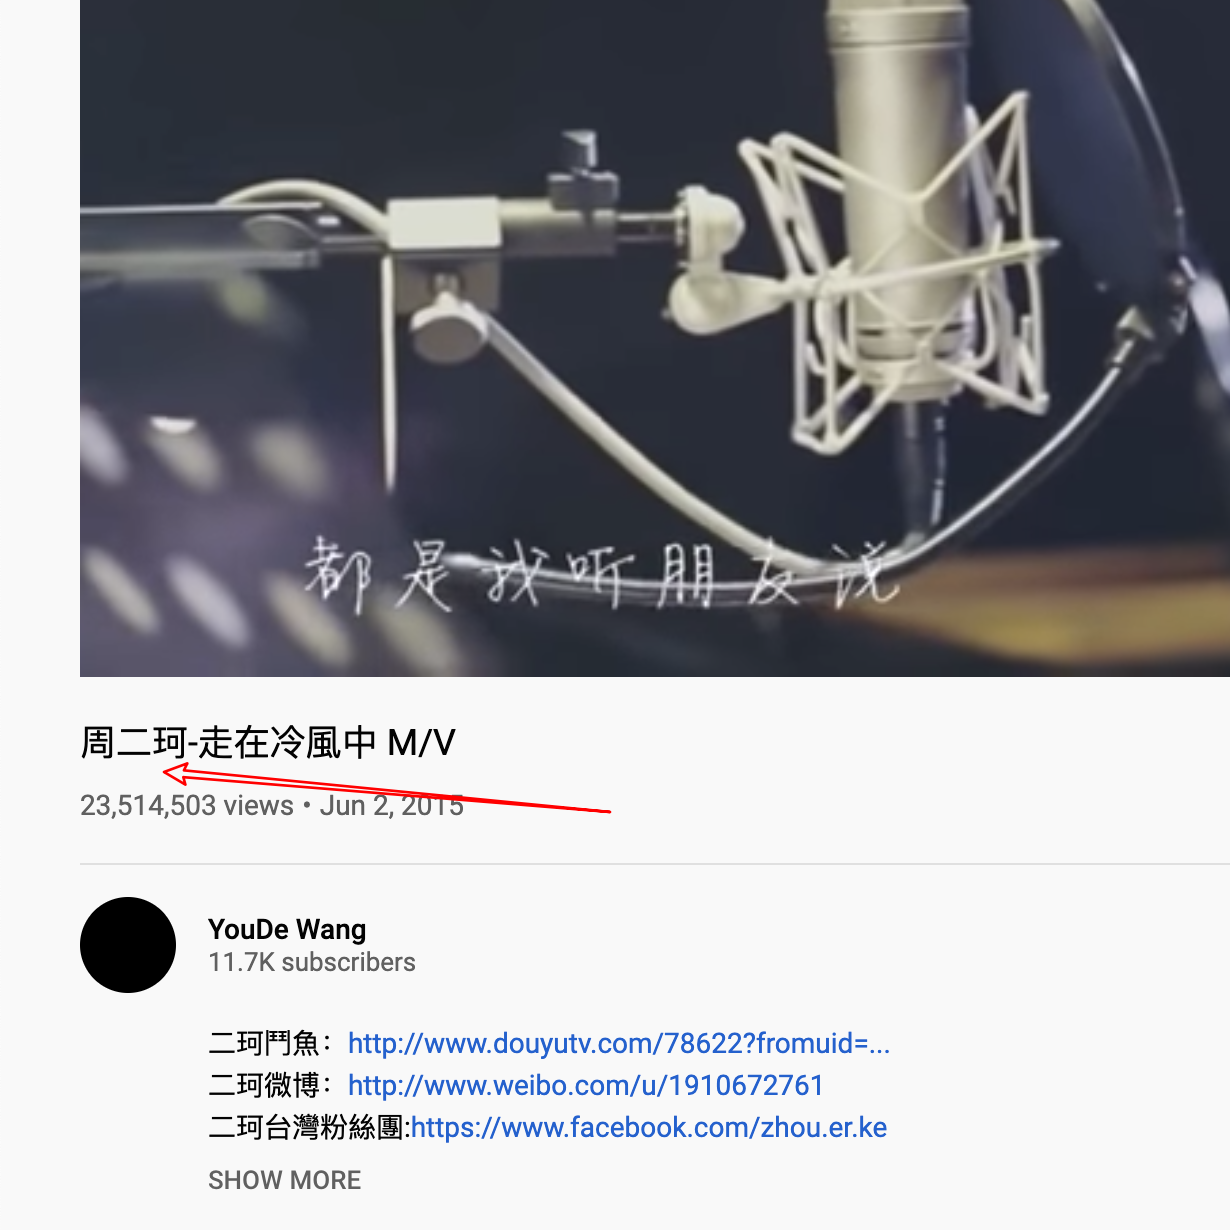 都是我听朋友说
周二珂-走在冷風中 M/V
23,514,503 views • Jun 2, 2015
YouDe Wang
11.7K subscribers
二珂鬥魚：http://www.douyutv.com/78622?fromuid=...
二珂微博：http://www.weibo.com/u/1910672761
二珂台灣粉絲團:https://www.facebook.com/zhou.er.ke
SHOW MORE